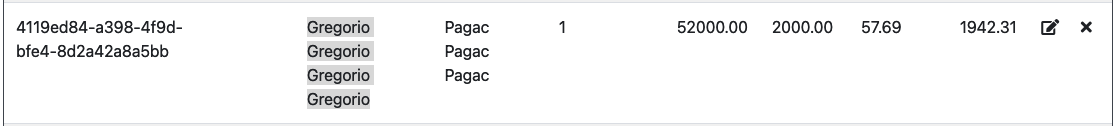 4119ed84-a398-4f9d- Gregorio Pagac 1 52000.00 2000.00 57.69 1942.31
bfe4-8d2a42a8a5bb Gregorio Pagac
Gregorio Pagac
Gregorio